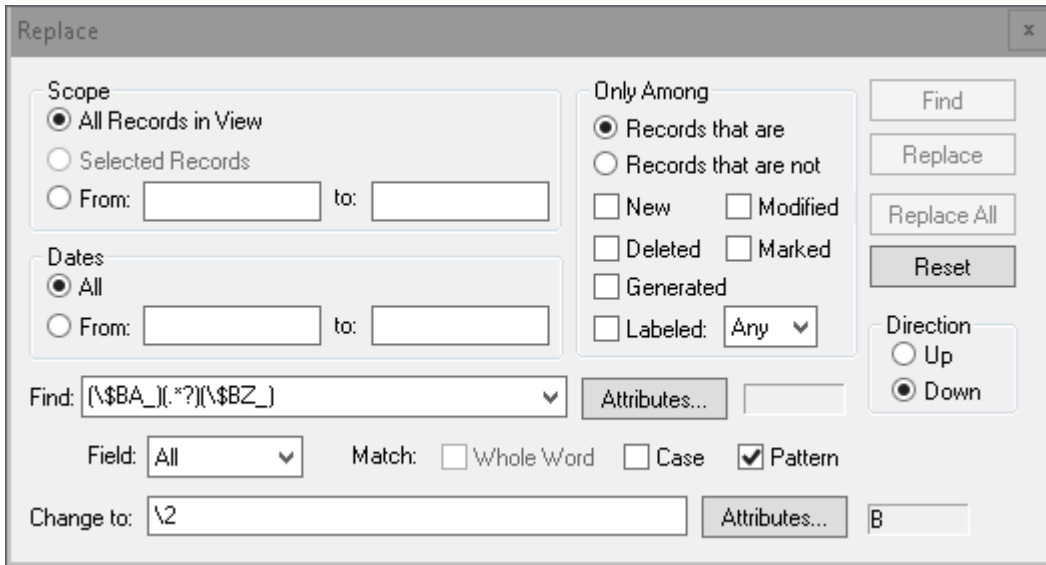 Replace x
Scope
All Records in View
Selected Records
From: to:
Dates
All
From: to:
Only Among
Records that are
Records that are not
New Modified
Deleted Marked
Generated
Labeled: Any
Find
Replace
Replace All
Reset
Direction
Up
Down
Find: (\$BA_)(.*?)(\$BZ_) Attributes...
Field: All Match: Whole Word Case Pattern
Change to: \2 Attributes... B